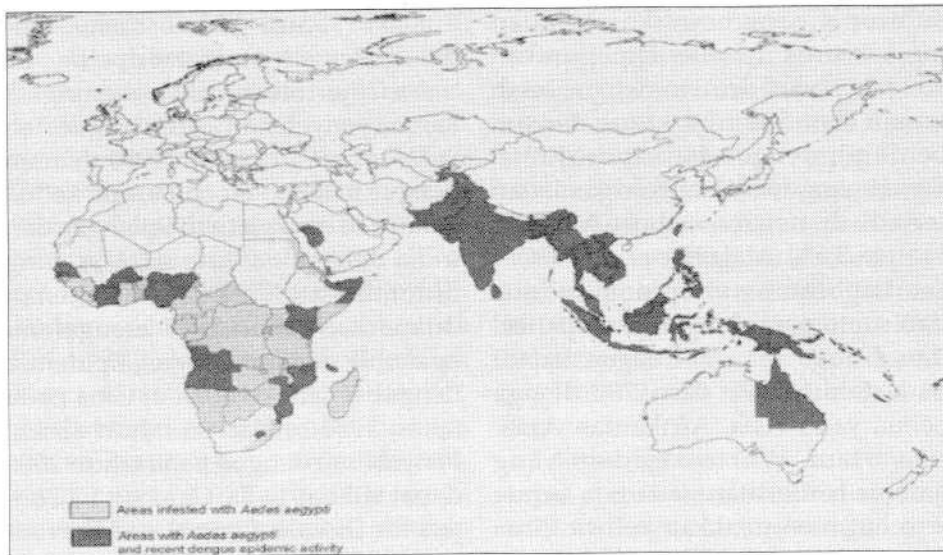 Areas infested with Aedes aegypti
Areas with Aedes aegypti
and recent dengue epidemic activity